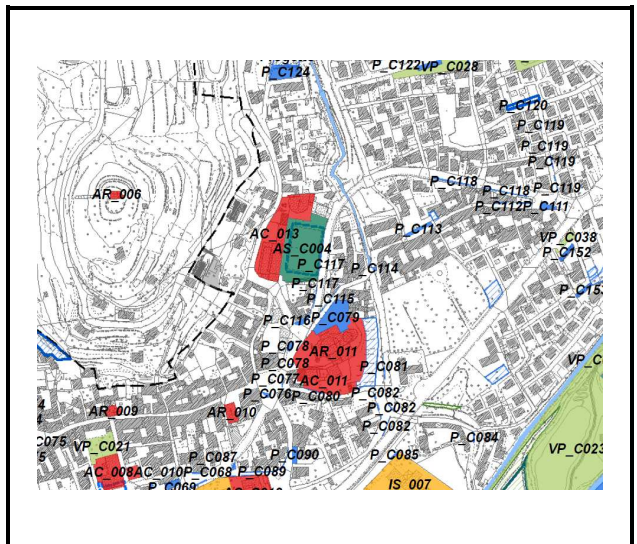 P_C124
P_C122 VP_C028
P_C120
P_C119
P_C119
P_C119
P_C118
P_C118 P_C119
P_C112 P_C111
AR_006
P_C113
AC_013
AS_C004
VP_C038
P_C152
P_C117
P_C114
P_C117
P_C115
P_C116 P_C079
P_C078
AR_011
P_C078
P_C081
P_C077
AC_011
P_C076 P_C080
P_C082
AR_009
AR_010
P_C082
P_C082
P_C084
VP_C021
VP_C023
P_C087
P_C090
P_C085
AC_008 AC_010 P_C068 P_C089
P_C069
IS_007